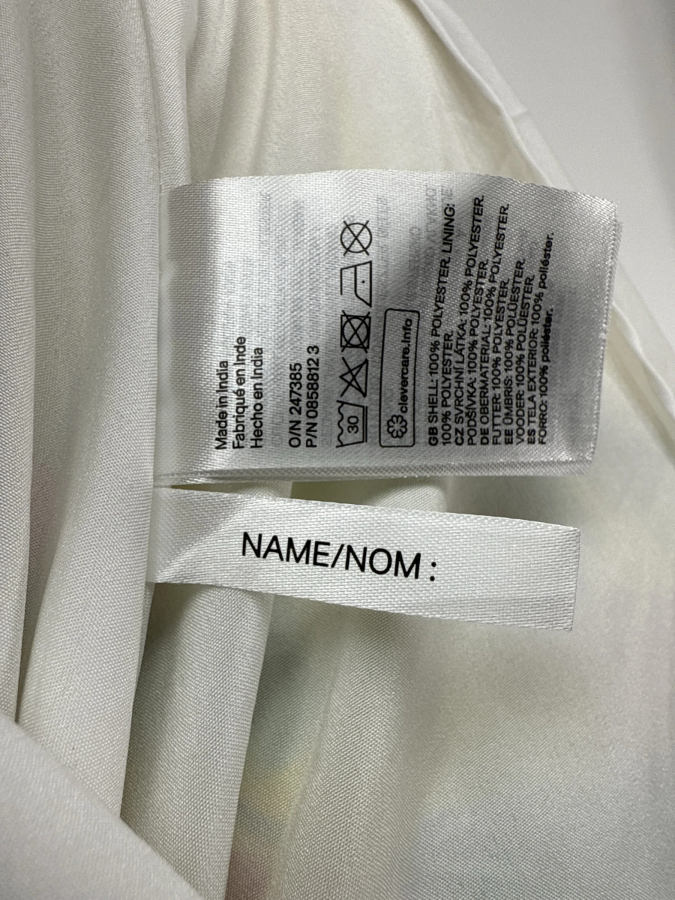 Made in India
Fabriqué en Inde
Hecho en India
O/N 247385
P/N 0858812 3
30
clevercare.info
GB SHELL: 100% POLYESTER. LINING:
100% POLYESTER.
CZ SVRCHNÍ LÁTKA: 100% POLYESTER.
PODŠÍVKA: 100% POLYESTER.
DE OBERMATERIAL: 100% POLYESTER.
FUTTER: 100% POLYESTER.
EE ÜMBRIS: 100% POLÜESTER.
VOODER: 100% POLÜESTER.
ES TELA EXTERIOR: 100% poliéster.
FORRO: 100% poliéster.
NAME/NOM :